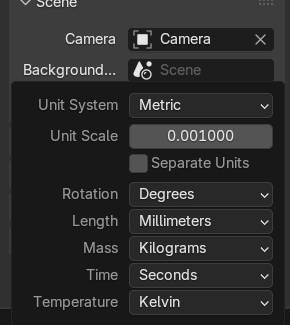 Scene
Camera Camera
Background... Scene
Unit System Metric
Unit Scale 0.001000
Separate Units
Rotation Degrees
Length Millimeters
Mass Kilograms
Time Seconds
Temperature Kelvin